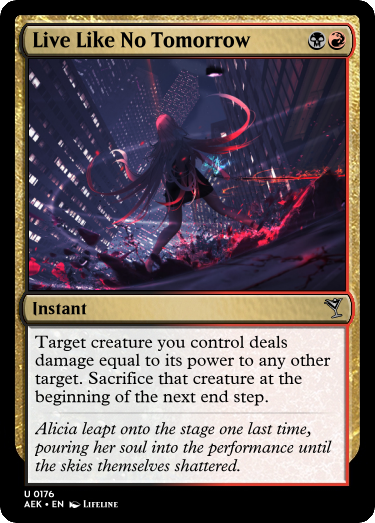 Live Like No Tomorrow
Instant
Target creature you control deals
damage equal to its power to any other
target. Sacrifice that creature at the
beginning of the next end step.
Alicia leapt onto the stage one last time,
pouring her soul into the performance until
the skies themselves shattered.
U 0176
AEK • EN Lifeline